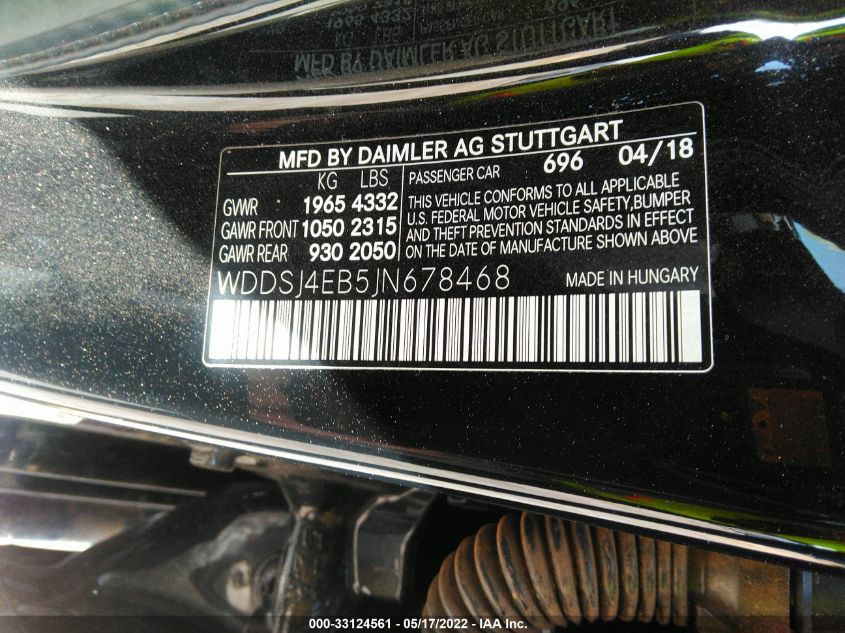 MFD BY DAIMLER AG STUTTGART
KG LBS
GVWR 1965 4332
GAWR FRONT 1050 2315
GAWR REAR 930 2050
PASSENGER CAR 696 04/18
THIS VEHICLE CONFORMS TO ALL APPLICABLE
U.S. FEDERAL MOTOR VEHICLE SAFETY,BUMPER
AND THEFT PREVENTION STANDARDS IN EFFECT
ON THE DATE OF MANUFACTURE SHOWN ABOVE
WDDSJ4EB5JN678468 MADE IN HUNGARY
000-33124561 — 05/17/2022 — IAA Inc.